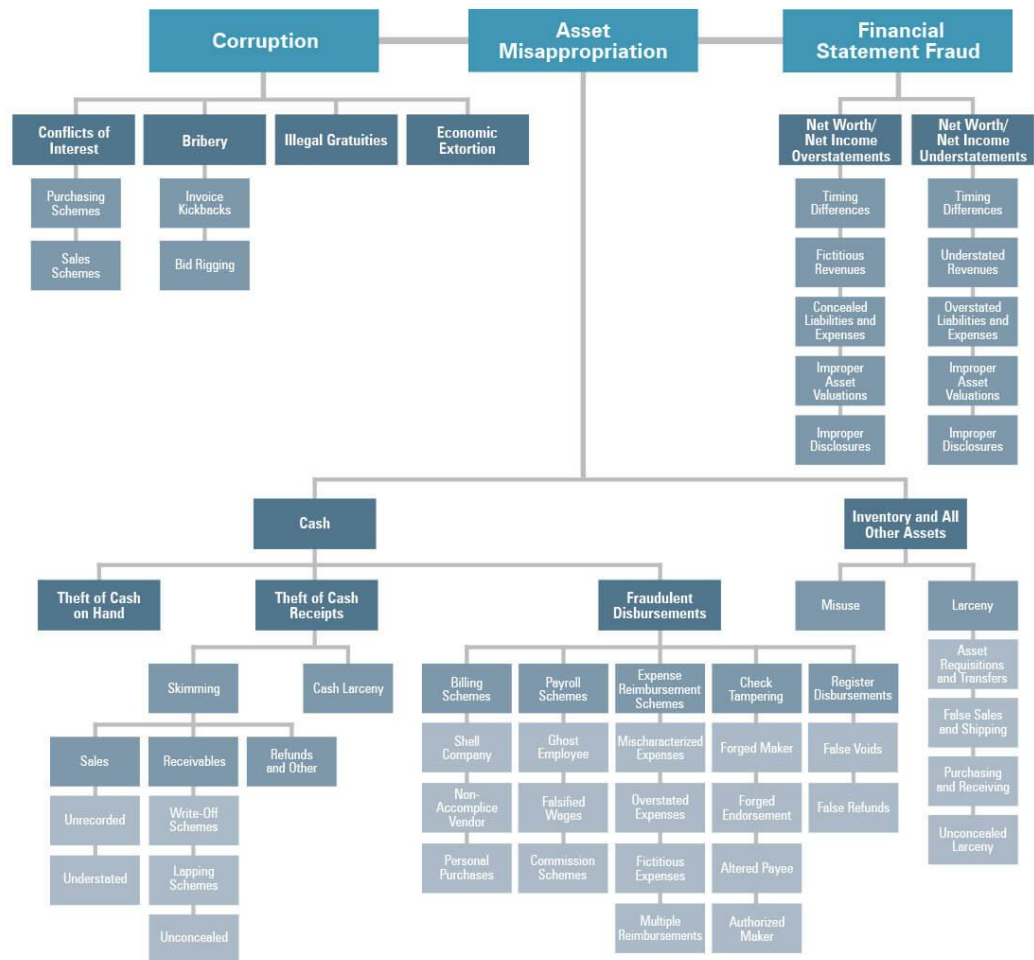 Corruption
Asset
Misappropriation
Financial
Statement Fraud
Conflicts of
Interest
Bribery
Illegal Gratuities
Economic
Extortion
Net Worth/
Net Income
Overstatements
Net Worth/
Net Income
Understatements
Purchasing
Schemes
Invoice
Kickbacks
Timing
Differences
Timing
Differences
Sales
Schemes
Bid Rigging
Fictitious
Revenues
Understated
Revenues
Concealed
Liabilities and
Expenses
Overstated
Liabilities and
Expenses
Improper
Asset
Valuations
Improper
Asset
Valuations
Improper
Disclosures
Improper
Disclosures
Cash
Inventory and All
Other Assets
Theft of Cash
on Hand
Theft of Cash
Receipts
Fraudulent
Disbursements
Misuse
Larceny
Skimming
Cash Larceny
Sales
Receivables
Refunds
and Other
Unrecorded
Write-Off
Schemes
Understated
Lapping
Schemes
Unconcealed
Billing
Schemes
Payroll
Schemes
Expense
Reimbursement
Schemes
Check
Tampering
Register
Disbursements
Shell
Company
Ghost
Employee
Mischaracterized
Expenses
Forged Maker
False Voids
Non-
Accomplice
Vendor
Falsified
Wages
Overstated
Expenses
Forged
Endorsement
False Refunds
Personal
Purchases
Commission
Schemes
Fictitious
Expenses
Altered Payee
Multiple
Reimbursements
Authorized
Maker
Asset
Requisitions
and Transfers
False Sales
and Shipping
Purchasing
and Receiving
Unconcealed
Larceny